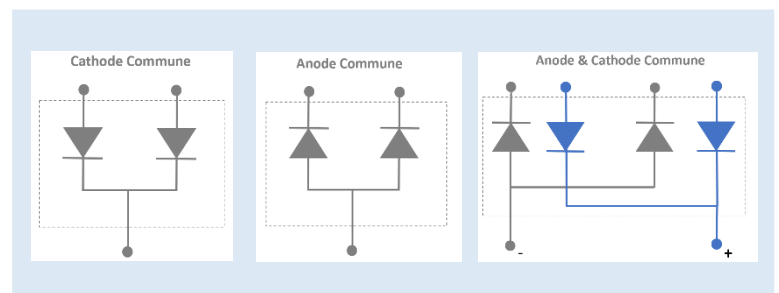 Cathode Commune
Anode Commune
Anode & Cathode Commune
-
+